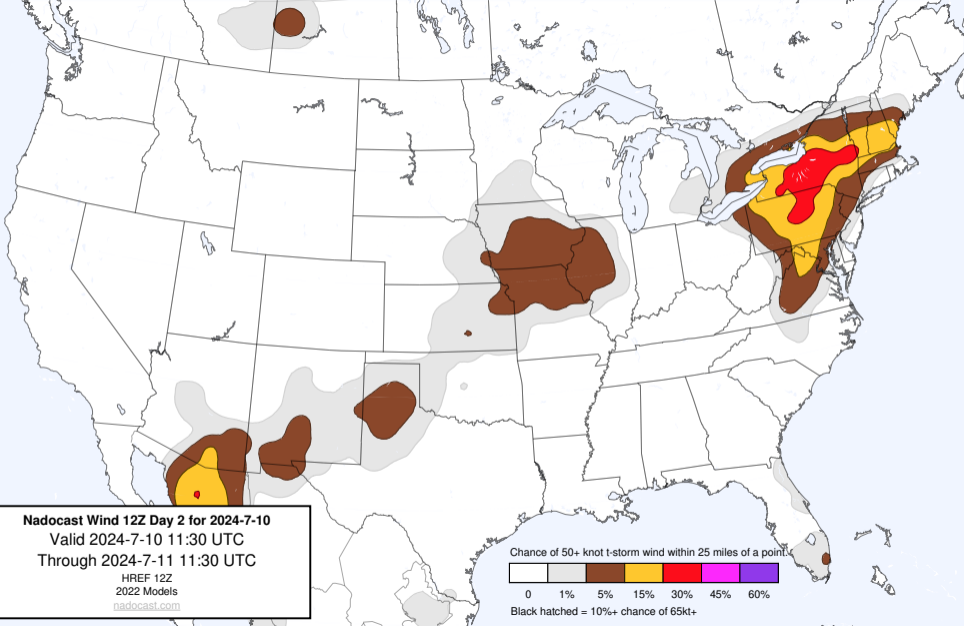 Nadocast Wind 12Z Day 2 for 2024-7-10
Valid 2024-7-10 11:30 UTC
Through 2024-7-11 11:30 UTC
HREF 12Z
2022 Models
nadocast.com
Chance of 50+ knot t-storm wind within 25 miles of a point.
0 1% 5% 15% 30% 45% 60%
Black hatched = 10%+ chance of 65kt+